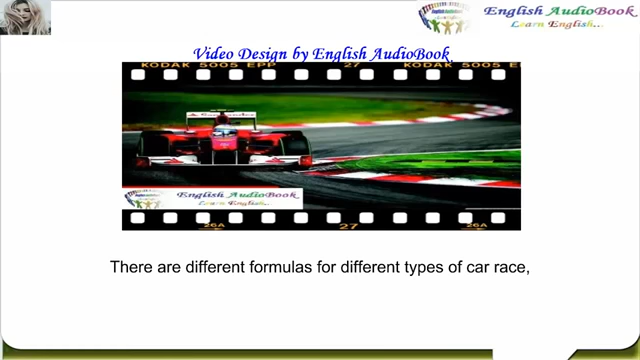 English AudioBook
Learn English...
Video Design by English AudioBook
KODAK 5005 EPP
27
KODAK 5005 E
Santander
English AudioBook
Learn English...
26A
27
26A
There are different formulas for different types of car race,